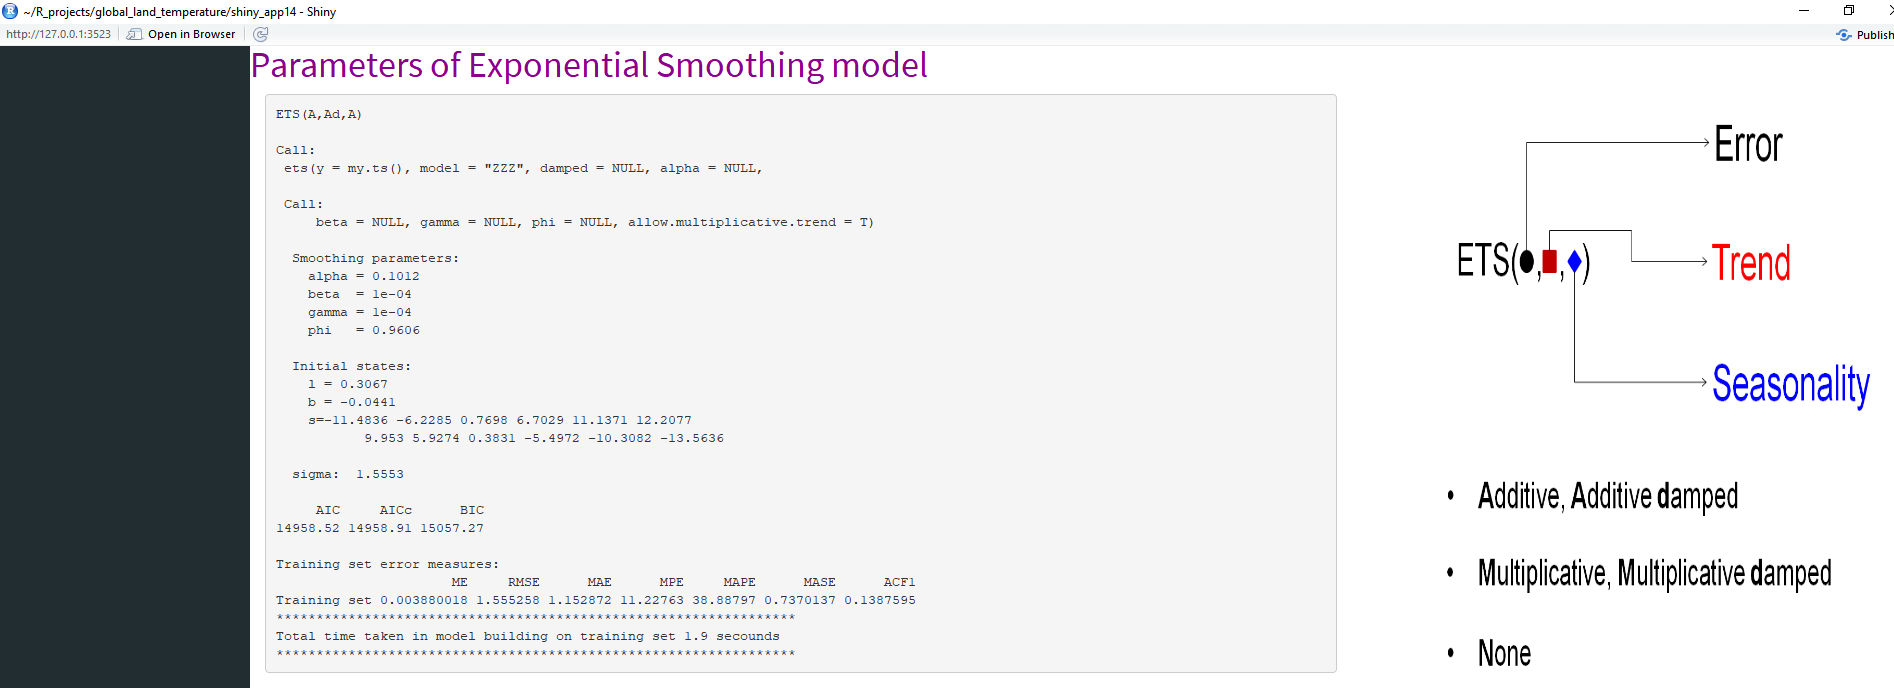 ~/R_projects/global_land_temperature/shiny_app14 - Shiny
http://127.0.0.1:3523 Open in Browser Publish
Parameters of Exponential Smoothing model
ETS(A,Ad,A)
Call:
ets(y = my.ts(), model = "ZZZ", damped = NULL, alpha = NULL,
Call:
beta = NULL, gamma = NULL, phi = NULL, allow.multiplicative.trend = T)
Smoothing parameters:
alpha = 0.1012
beta = 1e-04
gamma = 1e-04
phi = 0.9606
Initial states:
l = 0.3067
b = -0.0441
s=-11.4836 -6.2285 0.7698 6.7029 11.1371 12.2077
9.953 5.9274 0.3831 -5.4972 -10.3082 -13.5636
sigma: 1.5553
AIC AICc BIC
14958.52 14958.91 15057.27
Training set error measures:
ME RMSE MAE MPE MAPE MASE ACF1
Training set 0.003880018 1.555258 1.152872 11.22763 38.88797 0.7370137 0.1387595
*****************************************************************
Total time taken in model building on training set 1.9 secounds
*****************************************************************
Error
ETS(●,■,◆)
Trend
Seasonality
• Additive, Additive damped
• Multiplicative, Multiplicative damped
• None